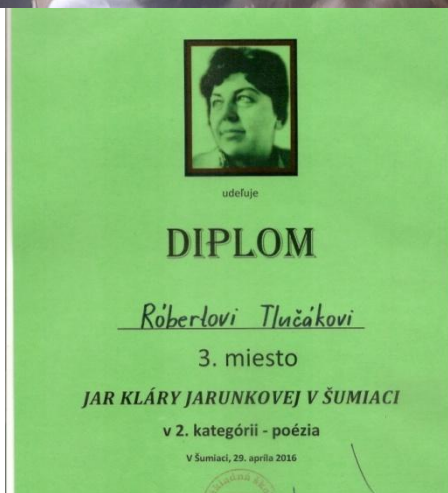 udeľuje
DIPLOM
Róbertovi Tlučákovi
3. miesto
JAR KLÁRY JARUNKOVEJ V ŠUMIACI
v 2. kategórii - poézia
V Šumiaci, 29. apríla 2016